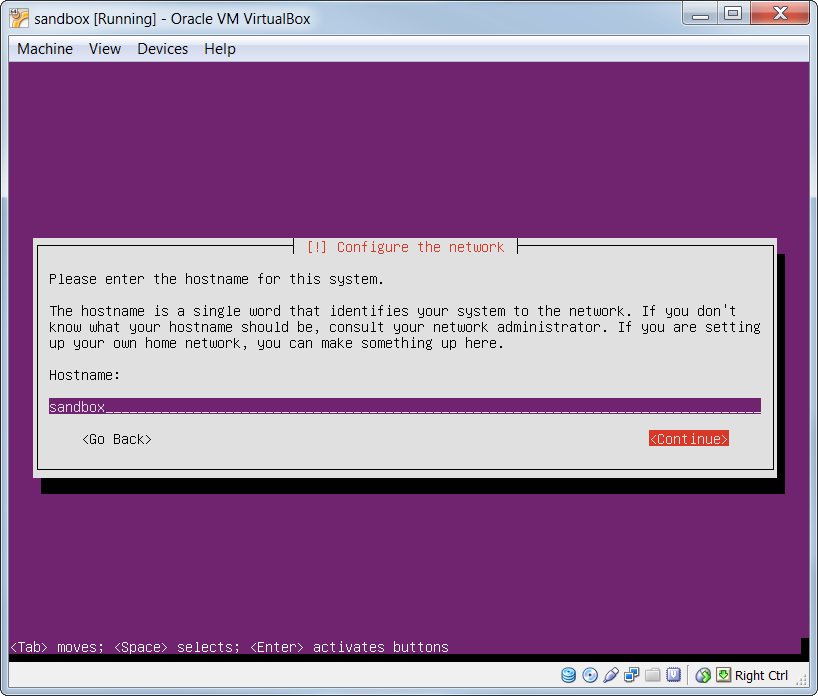 sandbox [Running] - Oracle VM VirtualBox
Machine View Devices Help
[!] Configure the network
Please enter the hostname for this system.
The hostname is a single word that identifies your system to the network. If you don't
know what your hostname should be, consult your network administrator. If you are setting
up your own home network, you can make something up here.
Hostname:
sandbox
<Go Back> <Continue>
<Tab> moves; <Space> selects; <Enter> activates buttons
Right Ctrl